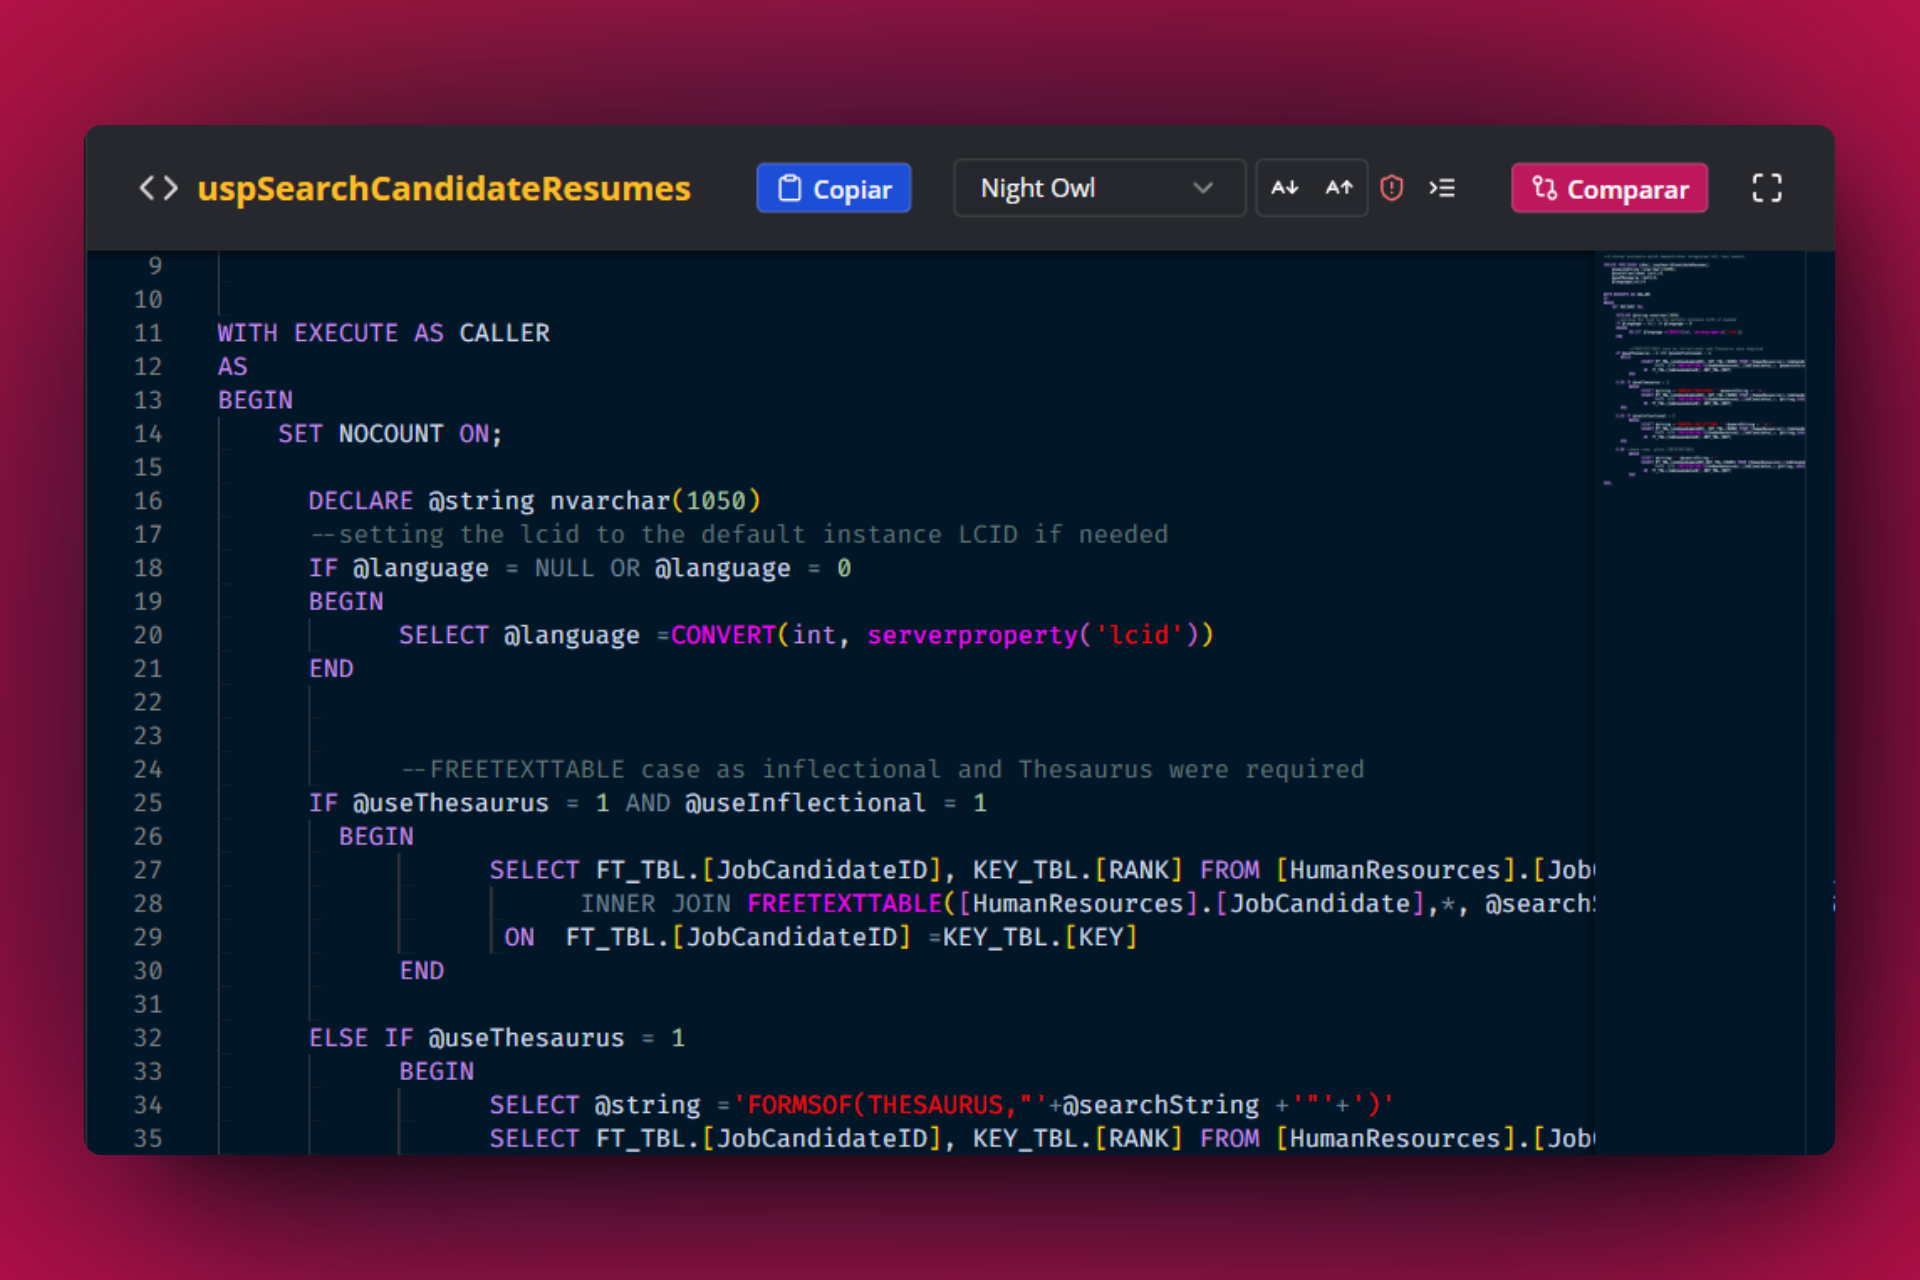 <> uspSearchCandidateResumes Copiar Night Owl A↓ A↑ Comparar
9
10
11 WITH EXECUTE AS CALLER
12 AS
13 BEGIN
14 SET NOCOUNT ON;
15
16 DECLARE @string nvarchar(1050)
17 --setting the lcid to the default instance LCID if needed
18 IF @language = NULL OR @language = 0
19 BEGIN
20 SELECT @language =CONVERT(int, serverproperty('lcid'))
21 END
22
23
24 --FREETEXTTABLE case as inflectional and Thesaurus were required
25 IF @useThesaurus = 1 AND @useInflectional = 1
26 BEGIN
27 SELECT FT_TBL.[JobCandidateID], KEY_TBL.[RANK] FROM [HumanResources].[Job
28 INNER JOIN FREETEXTTABLE([HumanResources].[JobCandidate],*, @search
29 ON FT_TBL.[JobCandidateID] =KEY_TBL.[KEY]
30 END
31
32 ELSE IF @useThesaurus = 1
33 BEGIN
34 SELECT @string ='FORMSOF(THESAURUS,"'+@searchString +'"'+')'
35 SELECT FT_TBL.[JobCandidateID], KEY_TBL.[RANK] FROM [HumanResources].[Job